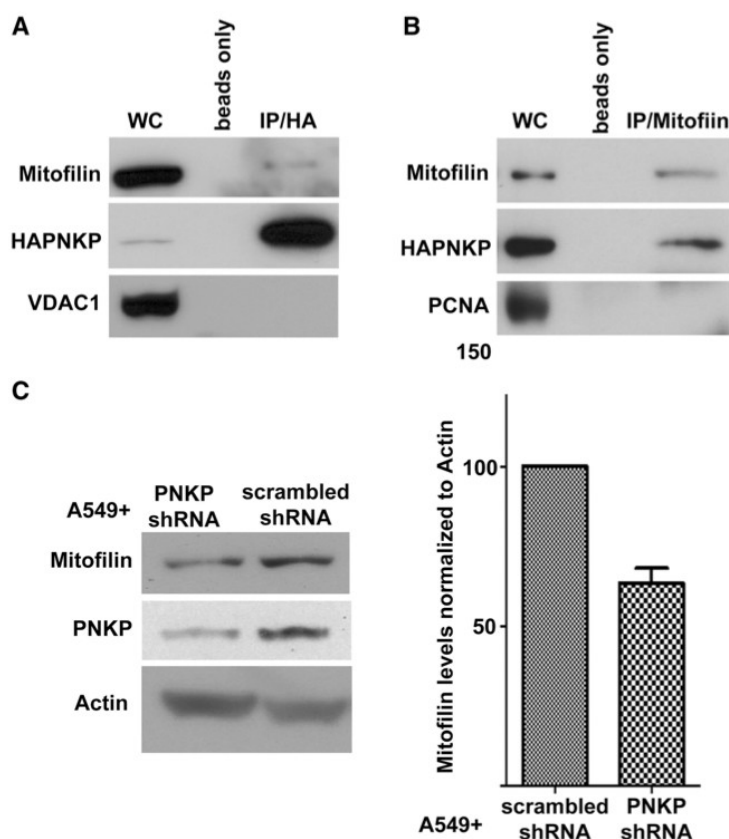 A
beads only
WC
IP/HA
Mitofilin
HAPNKP
VDAC1
B
beads only
WC
IP/Mitofiin
Mitofilin
HAPNKP
PCNA
150
C
A549+
PNKP
shRNA
scrambled
shRNA
Mitofilin
PNKP
Actin
Mitofilin levels normalized to Actin
100
50
A549+
scrambled
shRNA
PNKP
shRNA